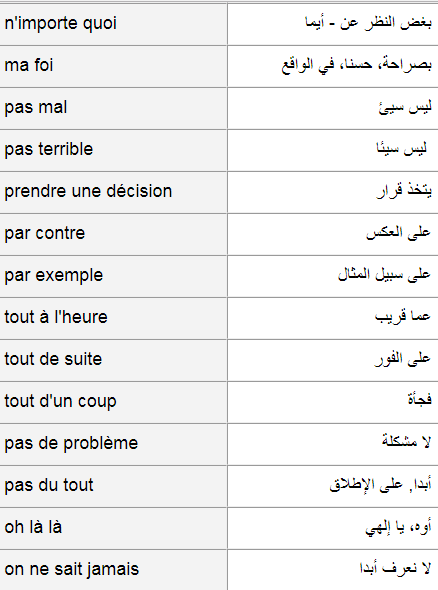 n'importe quoi بغض النظر عن - أيما
ma foi بصراحة، حسنا، في الواقع
pas mal ليس سيئ
pas terrible ليس سيئا
prendre une décision يتخذ قرار
par contre على العكس
par exemple على سبيل المثال
tout à l'heure عما قريب
tout de suite على الفور
tout d'un coup فجأة
pas de problème لا مشكلة
pas du tout أبدا, على الإطلاق
oh là là أوه، يا إلهي
on ne sait jamais لا نعرف أبدا